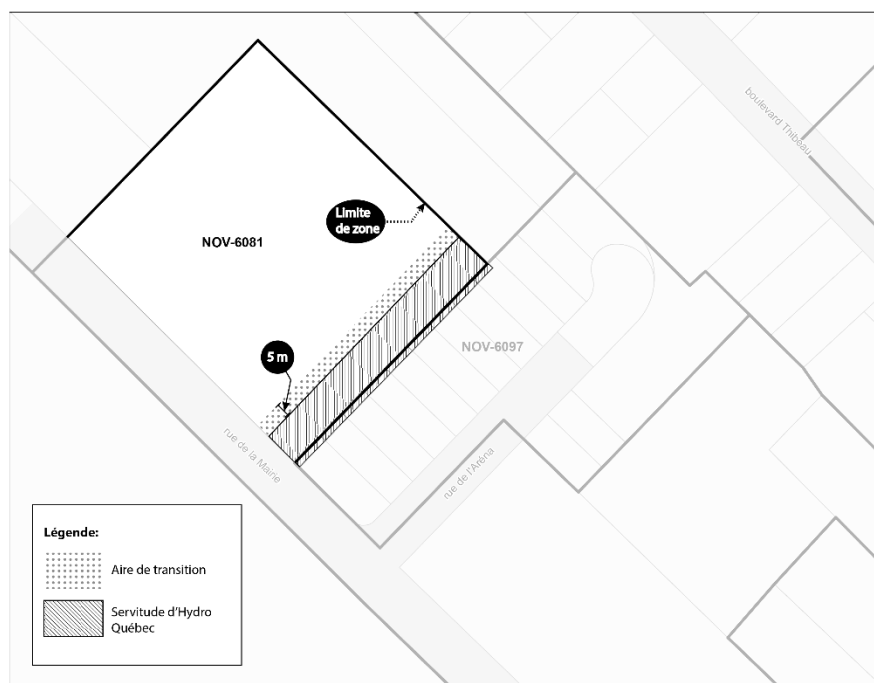 boulevard Thibeau
Limite
de zone
NOV-6081
NOV-6097
5 m
rue de la Mairie
rue de l'Aréna
Légende:
Aire de transition
Servitude d'Hydro
Québec